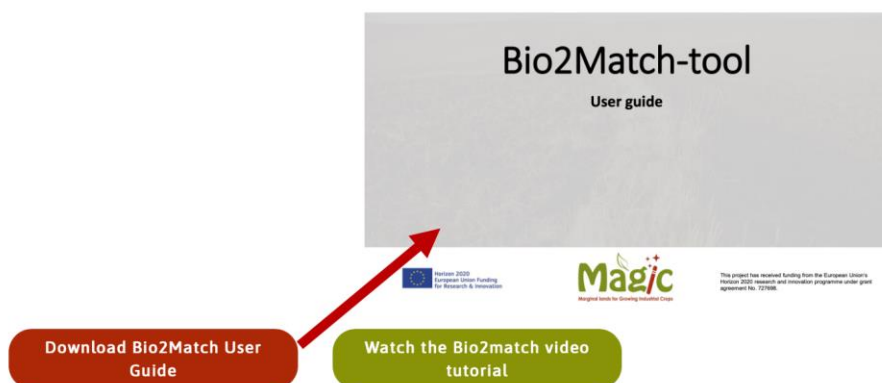 Bio2Match-tool
User guide
Horizon 2020
European Union Funding
for Research & Innovation
Magic
Marginal lands for Growing Industrial Crops
This project has received funding from the European Union's
Horizon 2020 research and innovation programme under grant
agreement No. 727698.
Download Bio2Match User
Guide
Watch the Bio2match video
tutorial